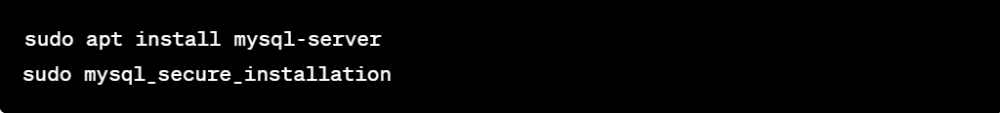 sudo apt install mysql-server
sudo mysql_secure_installation